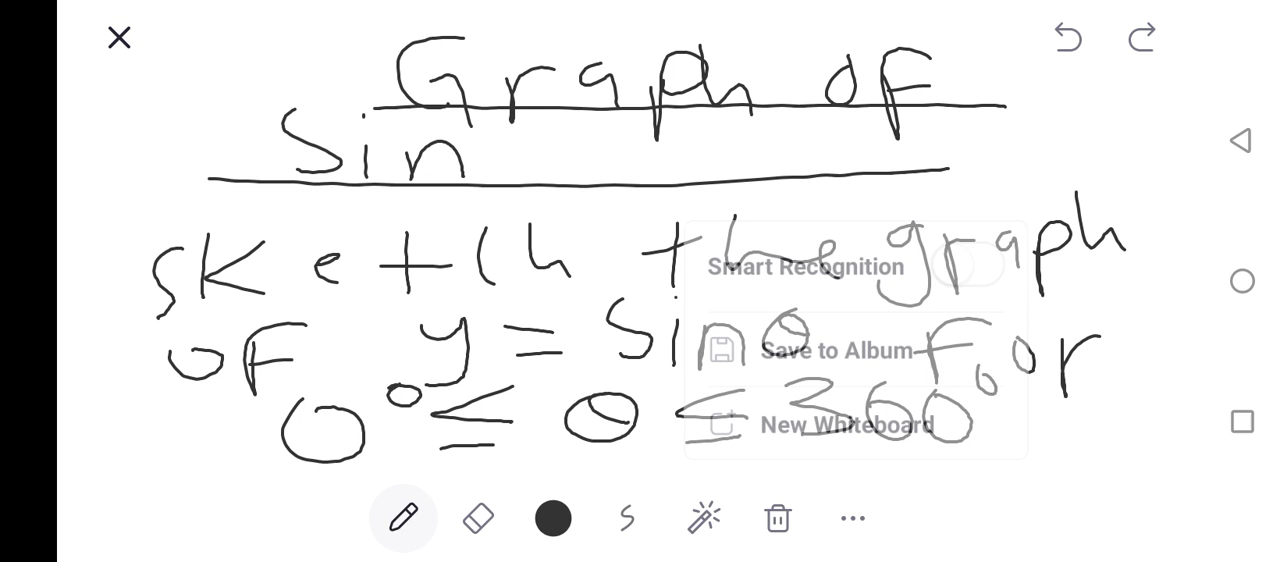 Graph of
Sin
sketch the graph
Smart Recognition
of y = sin θ for
Save to Album
0° ≤ θ ≤ 360°
New Whiteboard